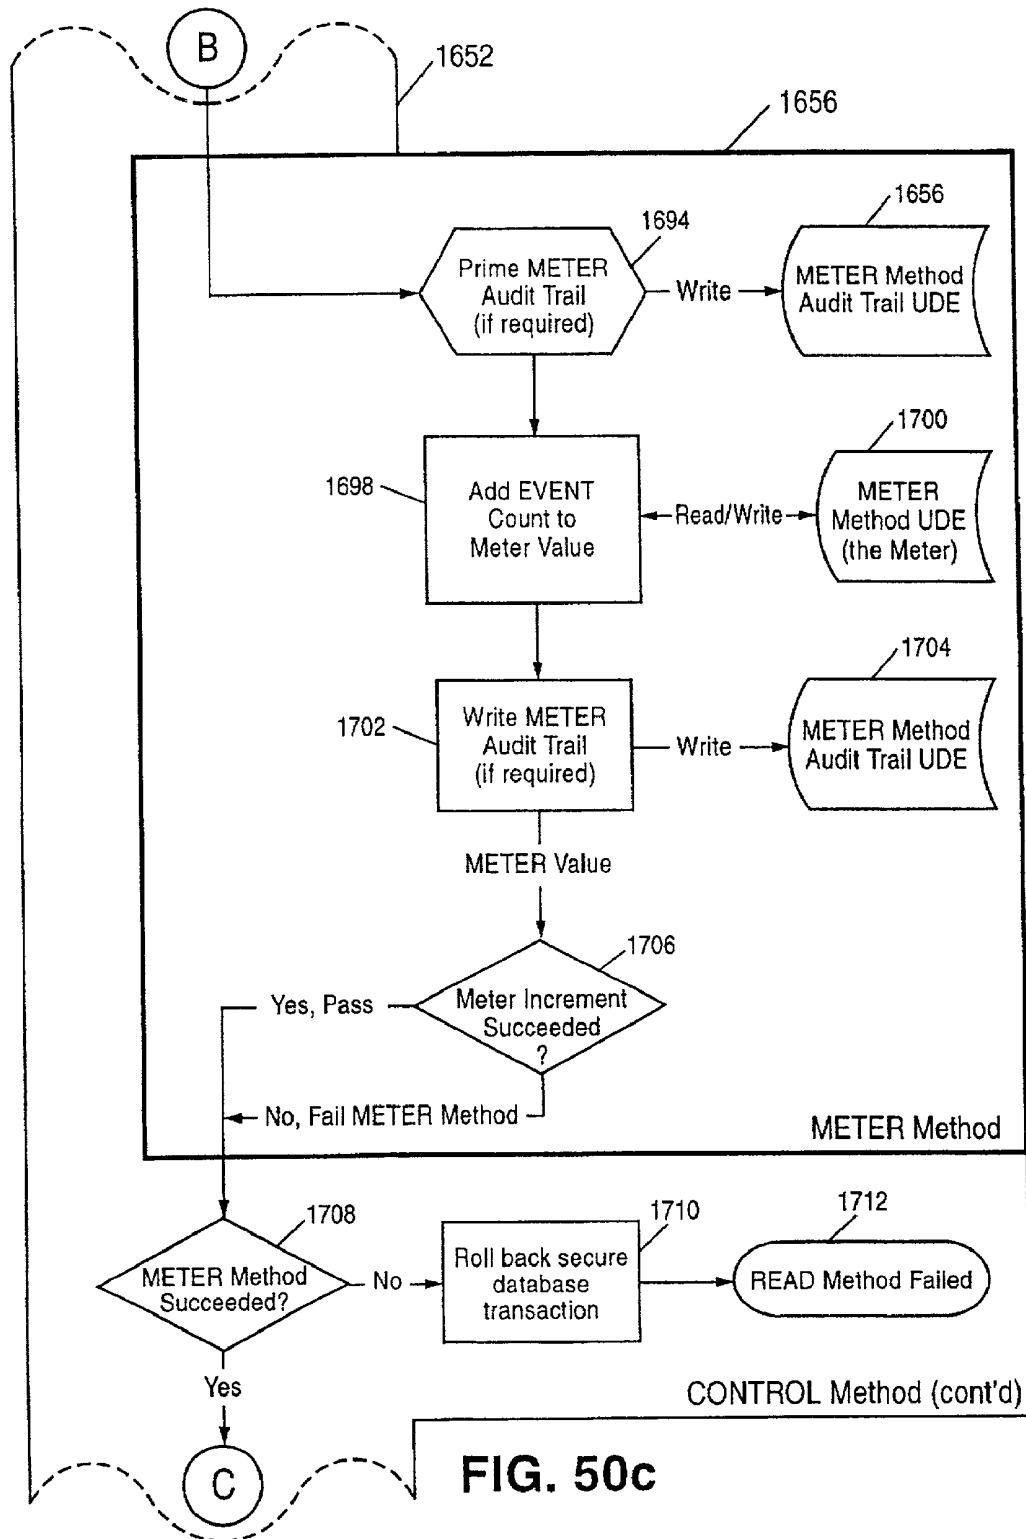 B
1652
1656
1694
1656
Prime METER
Audit Trail
(if required)
Write
METER Method
Audit Trail UDE
1700
1698
Add EVENT
Count to
Meter Value
Read/Write
METER
Method UDE
(the Meter)
1704
1702
Write METER
Audit Trail
(if required)
Write
METER Method
Audit Trail UDE
METER Value
1706
Yes, Pass
Meter Increment
Succeeded
?
No, Fail METER Method
METER Method
1708
1710
1712
METER Method
Succeeded?
No
Roll back secure
database
transaction
READ Method Failed
Yes
CONTROL Method (cont'd)
C
FIG. 50c